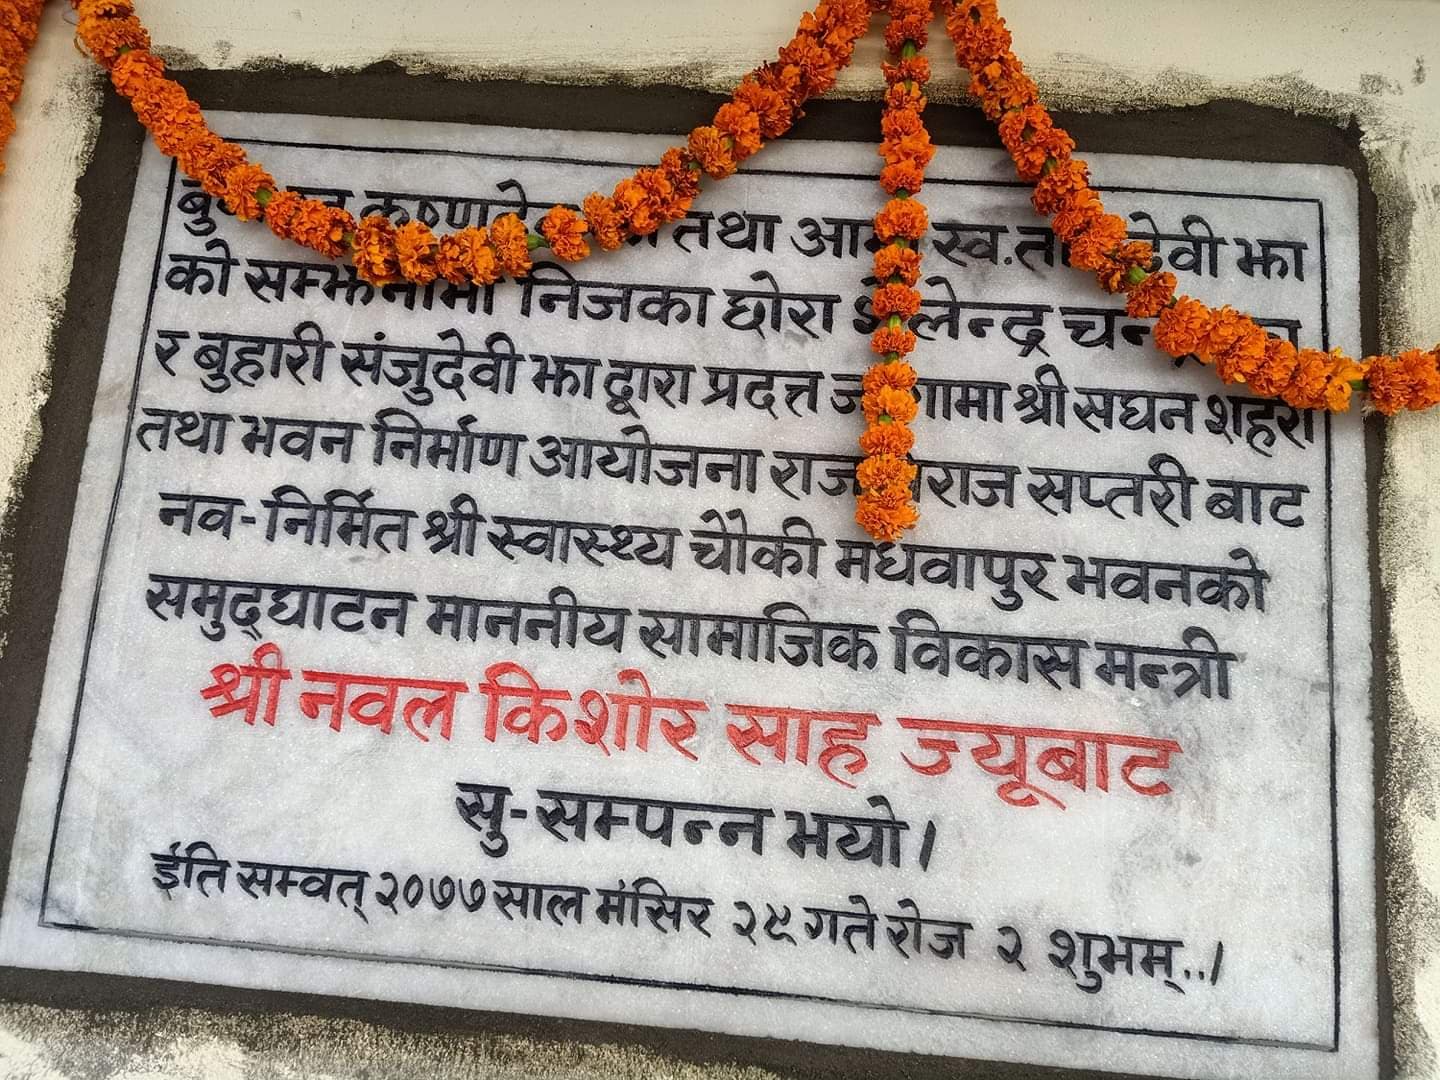 कृष्णदेव तथा आमा स्व. देवी झा
को सम्झनामा निजका छोरा शैलेन्द्र
र बुहारी संजुदेवी झा द्वारा प्रदत्त श्री सघन शहरी
तथा भवन निर्माण आयोजना सप्तरी बाट
नव-निर्मित श्री स्वास्थ्य चौकी मधवापुर भवनको
समुद्घाटन माननीय सामाजिक विकास मन्त्री
श्री नवल किशोर साह ज्यूबाट
सु-सम्पन्न भयो।
ईति सम्वत् २०७७ साल मंसिर २९ गते रोज २ शुभम्..।